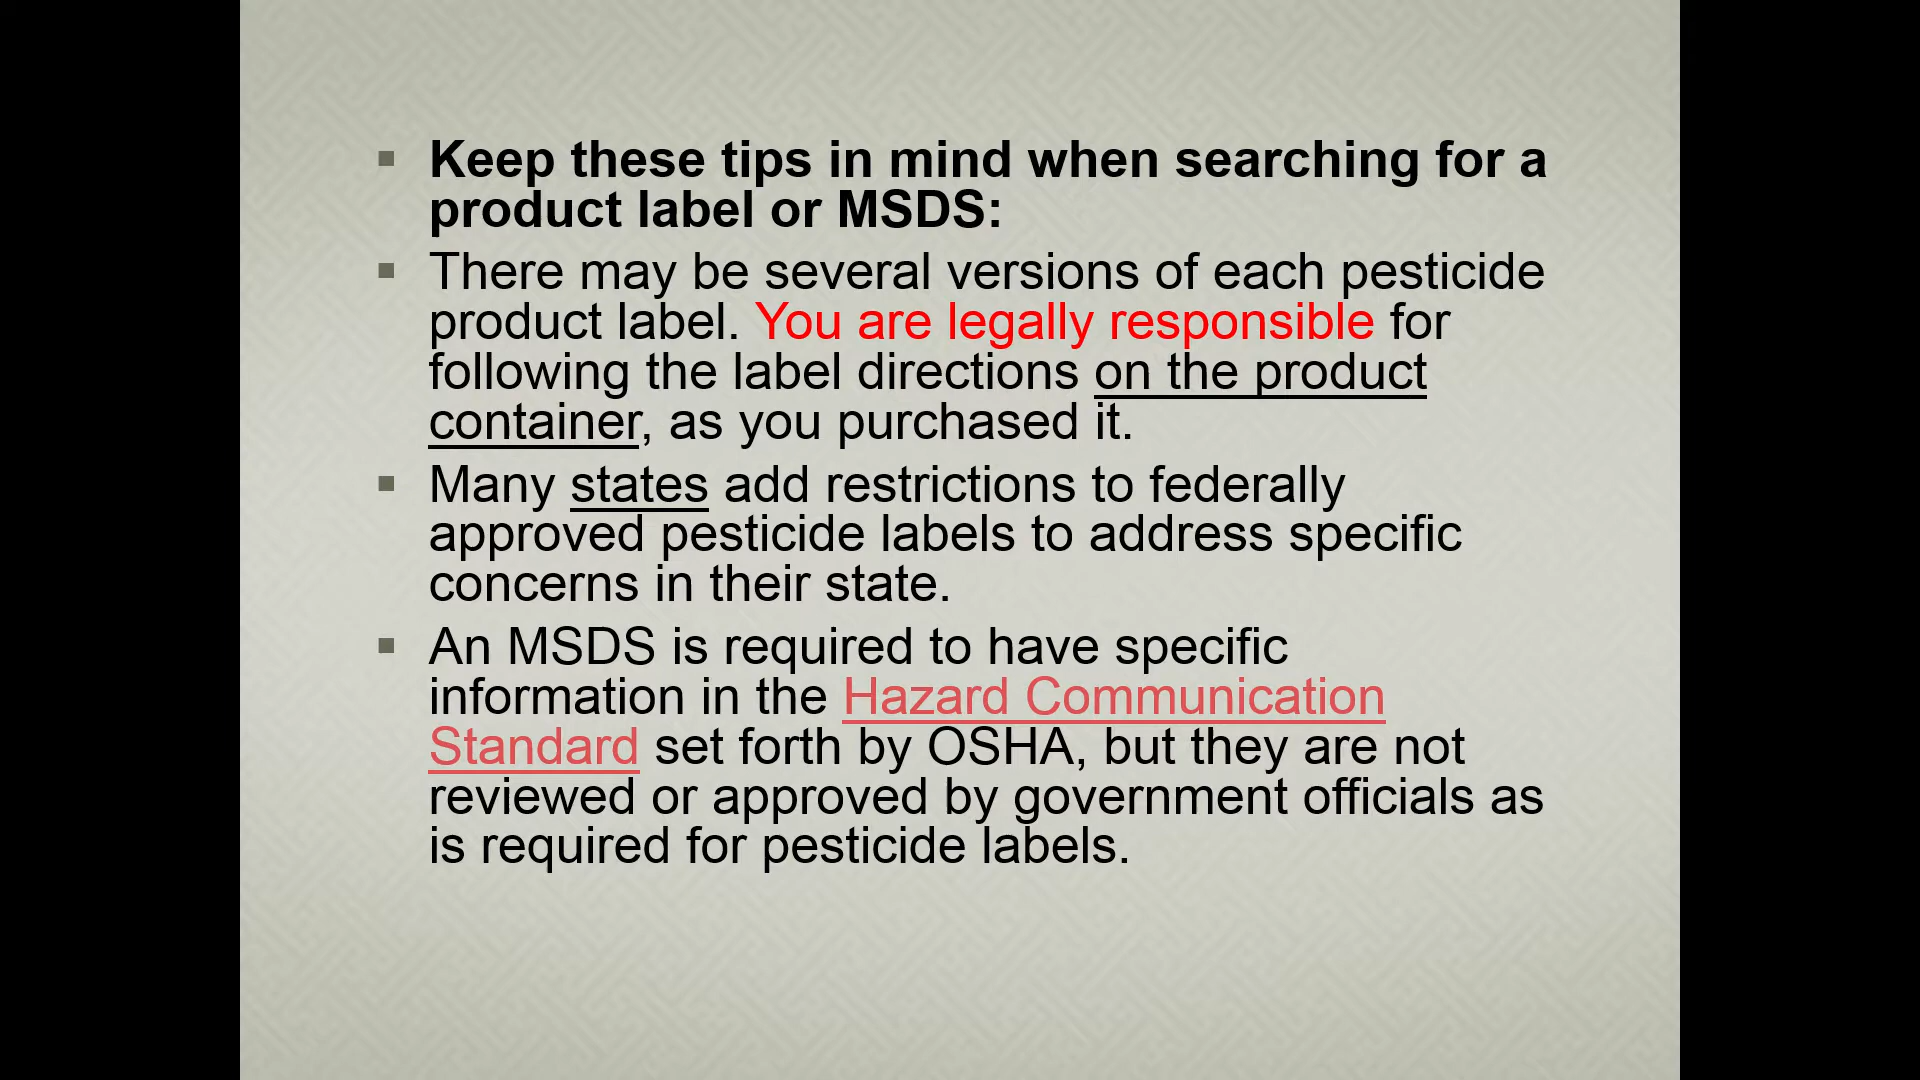 Keep these tips in mind when searching for a
product label or MSDS:
There may be several versions of each pesticide
product label. You are legally responsible for
following the label directions on the product
container, as you purchased it.
Many states add restrictions to federally
approved pesticide labels to address specific
concerns in their state.
An MSDS is required to have specific
information in the Hazard Communication
Standard set forth by OSHA, but they are not
reviewed or approved by government officials as
is required for pesticide labels.